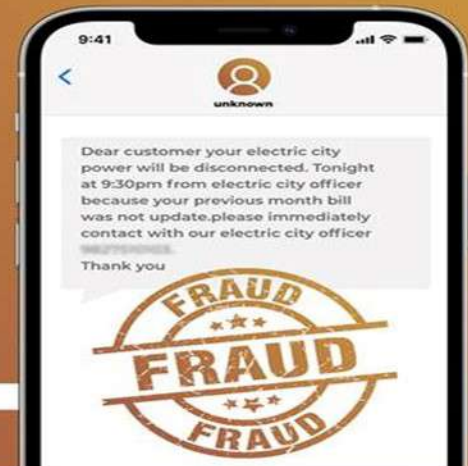 9:41
unknown
Dear customer your electric city
power will be disconnected. Tonight
at 9:30pm from electric city officer
because your previous month bill
was not update.please immediately
contact with our electric city officer
Thank you
FRAUD
FRAUD
FRAUD